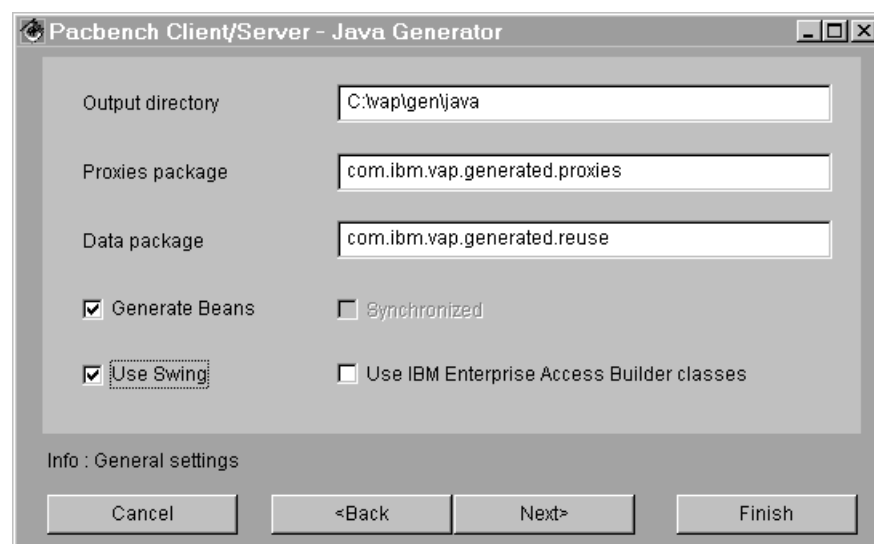 Pacbench Client/Server - Java Generator
Output directory
C:\vap\gen\java
Proxies package
com.ibm.vap.generated.proxies
Data package
com.ibm.vap.generated.reuse
Generate Beans
Synchronized
Use Swing
Use IBM Enterprise Access Builder classes
Info : General settings
Cancel
<Back
Next>
Finish